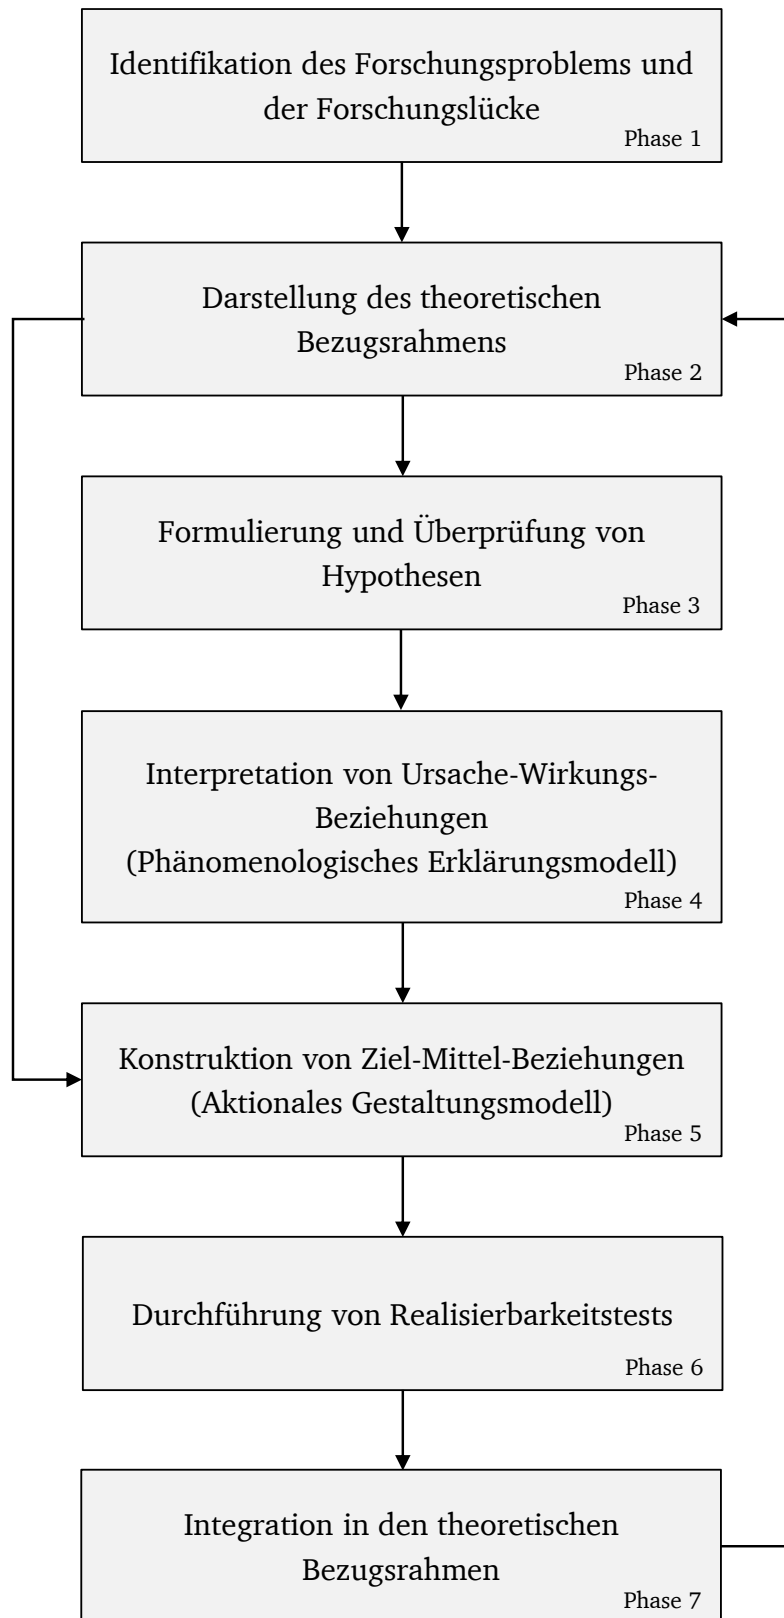 Identifikation des Forschungsproblems und
der Forschungslücke
Phase 1
Darstellung des theoretischen
Bezugsrahmens
Phase 2
Formulierung und Überprüfung von
Hypothesen
Phase 3
Interpretation von Ursache-Wirkungs-
Beziehungen
(Phänomenologisches Erklärungsmodell)
Phase 4
Konstruktion von Ziel-Mittel-Beziehungen
(Aktionales Gestaltungsmodell)
Phase 5
Durchführung von Realisierbarkeitstests
Phase 6
Integration in den theoretischen
Bezugsrahmen
Phase 7